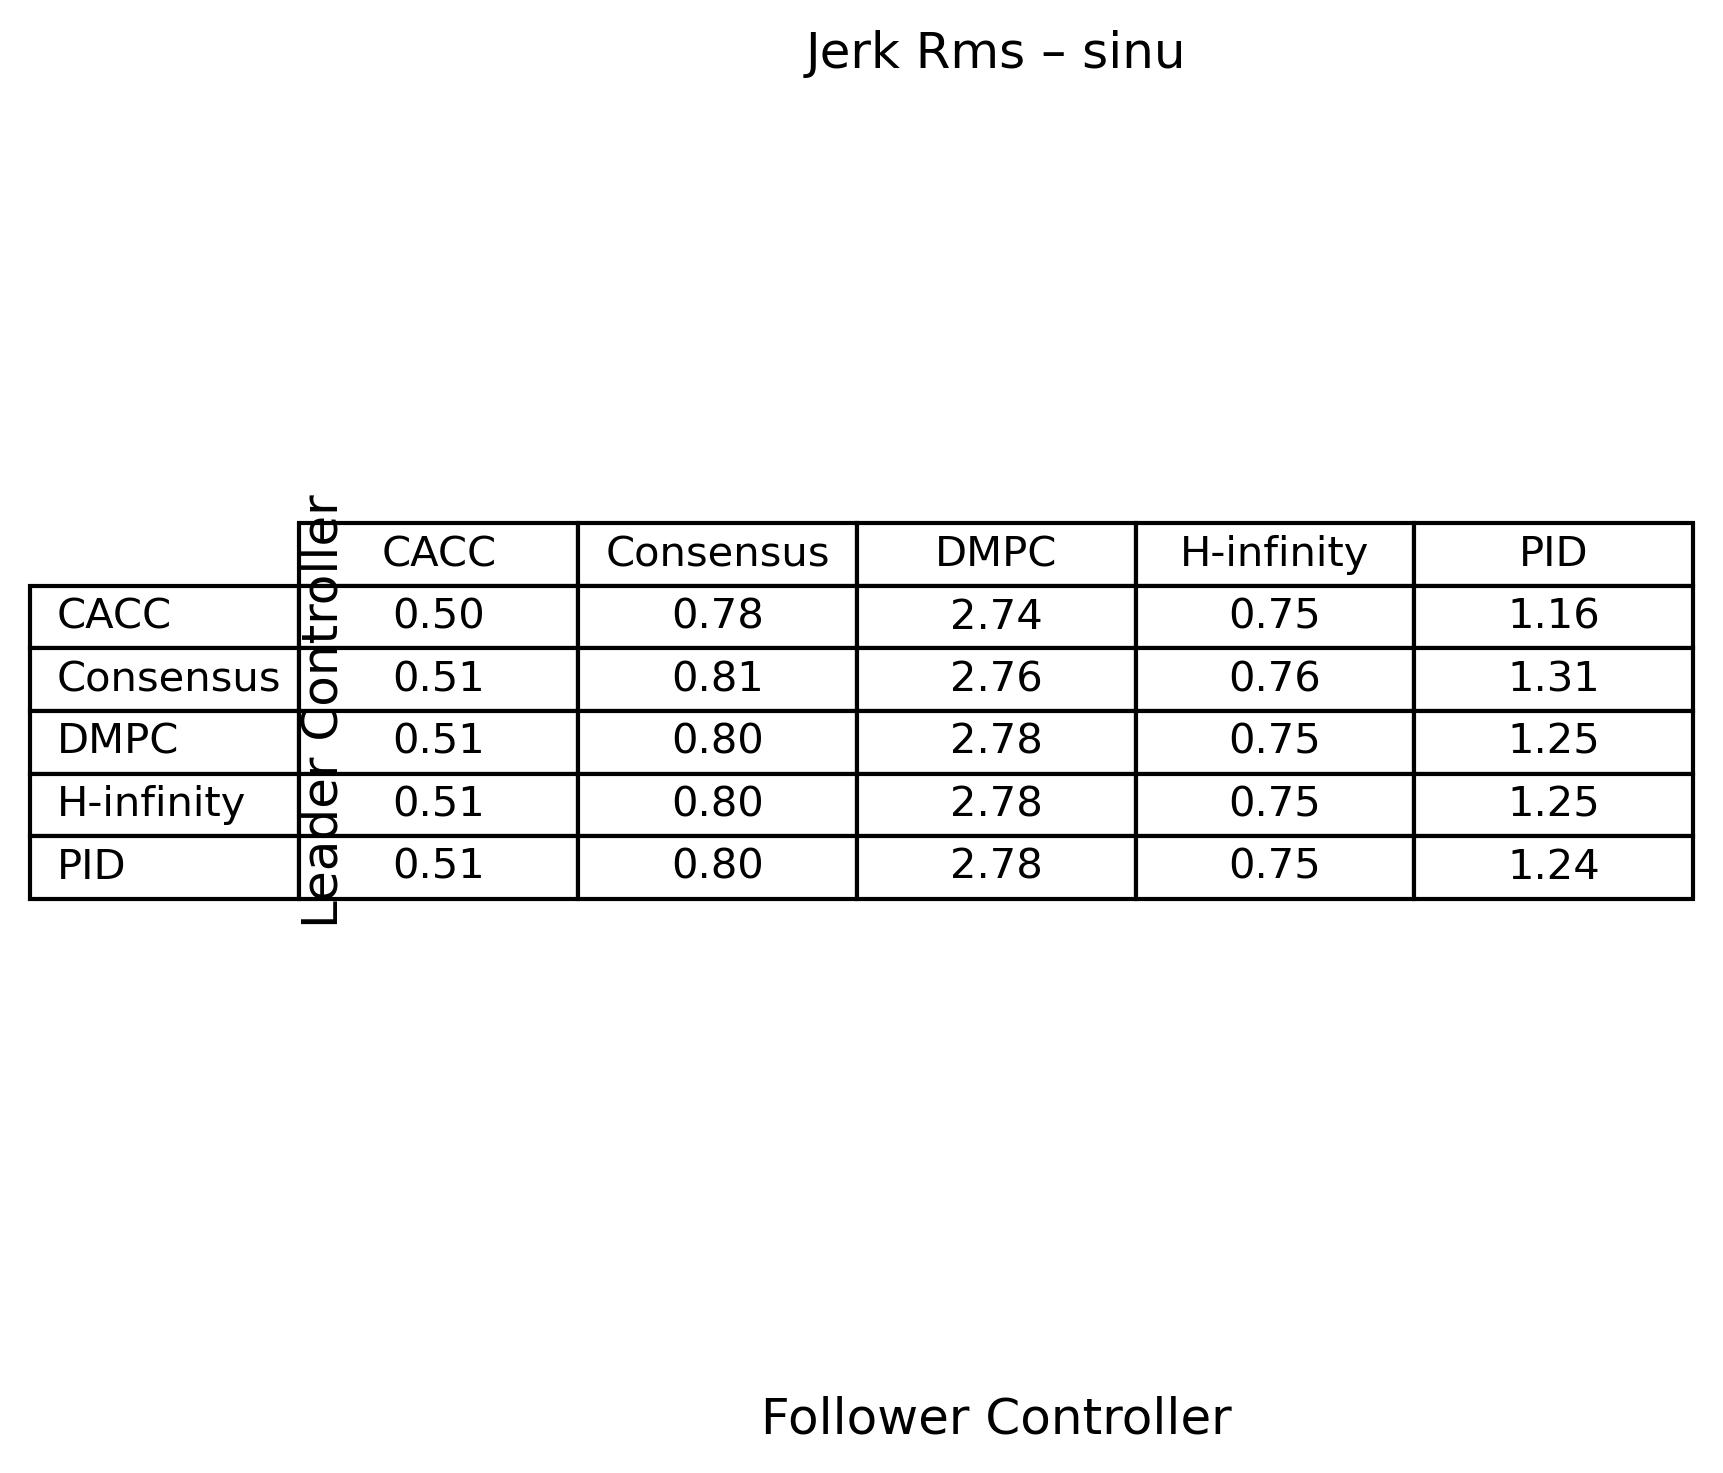 Jerk Rms – sinu
Leader Controller
CACC Consensus DMPC H-infinity PID
CACC 0.50 0.78 2.74 0.75 1.16
Consensus 0.51 0.81 2.76 0.76 1.31
DMPC 0.51 0.80 2.78 0.75 1.25
H-infinity 0.51 0.80 2.78 0.75 1.25
PID 0.51 0.80 2.78 0.75 1.24
Follower Controller